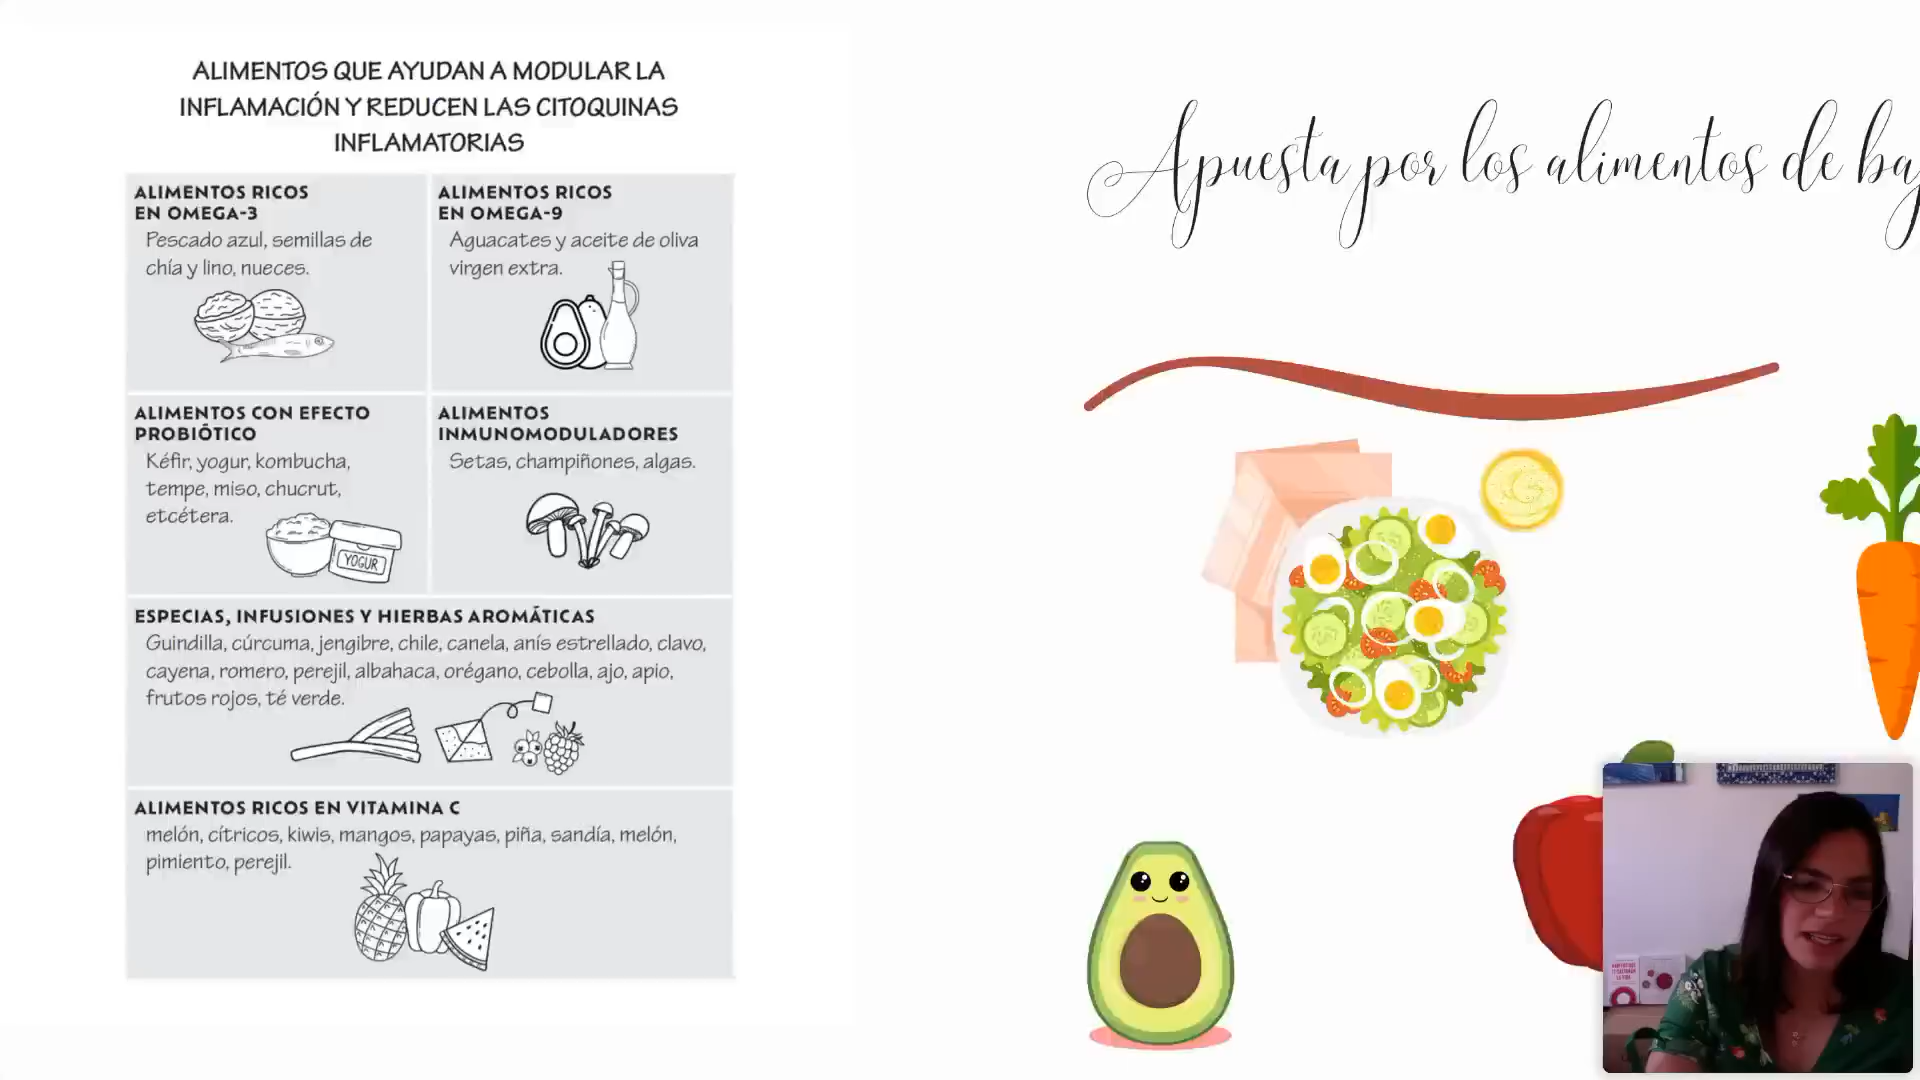 ALIMENTOS QUE AYUDAN A MODULAR LA
INFLAMACIÓN Y REDUCEN LAS CITOQUINAS
INFLAMATORIAS
ALIMENTOS RICOS
EN OMEGA-3
Pescado azul, semillas de
chía y lino, nueces.
ALIMENTOS RICOS
EN OMEGA-9
Aguacates y aceite de oliva
virgen extra.
ALIMENTOS CON EFECTO
PROBIÓTICO
Kéfir, yogur, kombucha,
tempe, miso, chucrut,
etcétera.
YOGUR
ALIMENTOS
INMUNOMODULADORES
Setas, champiñones, algas.
ESPECIAS, INFUSIONES Y HIERBAS AROMÁTICAS
Guindilla, cúrcuma, jengibre, chile, canela, anís estrellado, clavo,
cayena, romero, perejil, albahaca, orégano, cebolla, ajo, apio,
frutos rojos, té verde.
ALIMENTOS RICOS EN VITAMINA C
melón, cítricos, kiwis, mangos, papayas, piña, sandía, melón,
pimiento, perejil.
Apuesta por los alimentos de